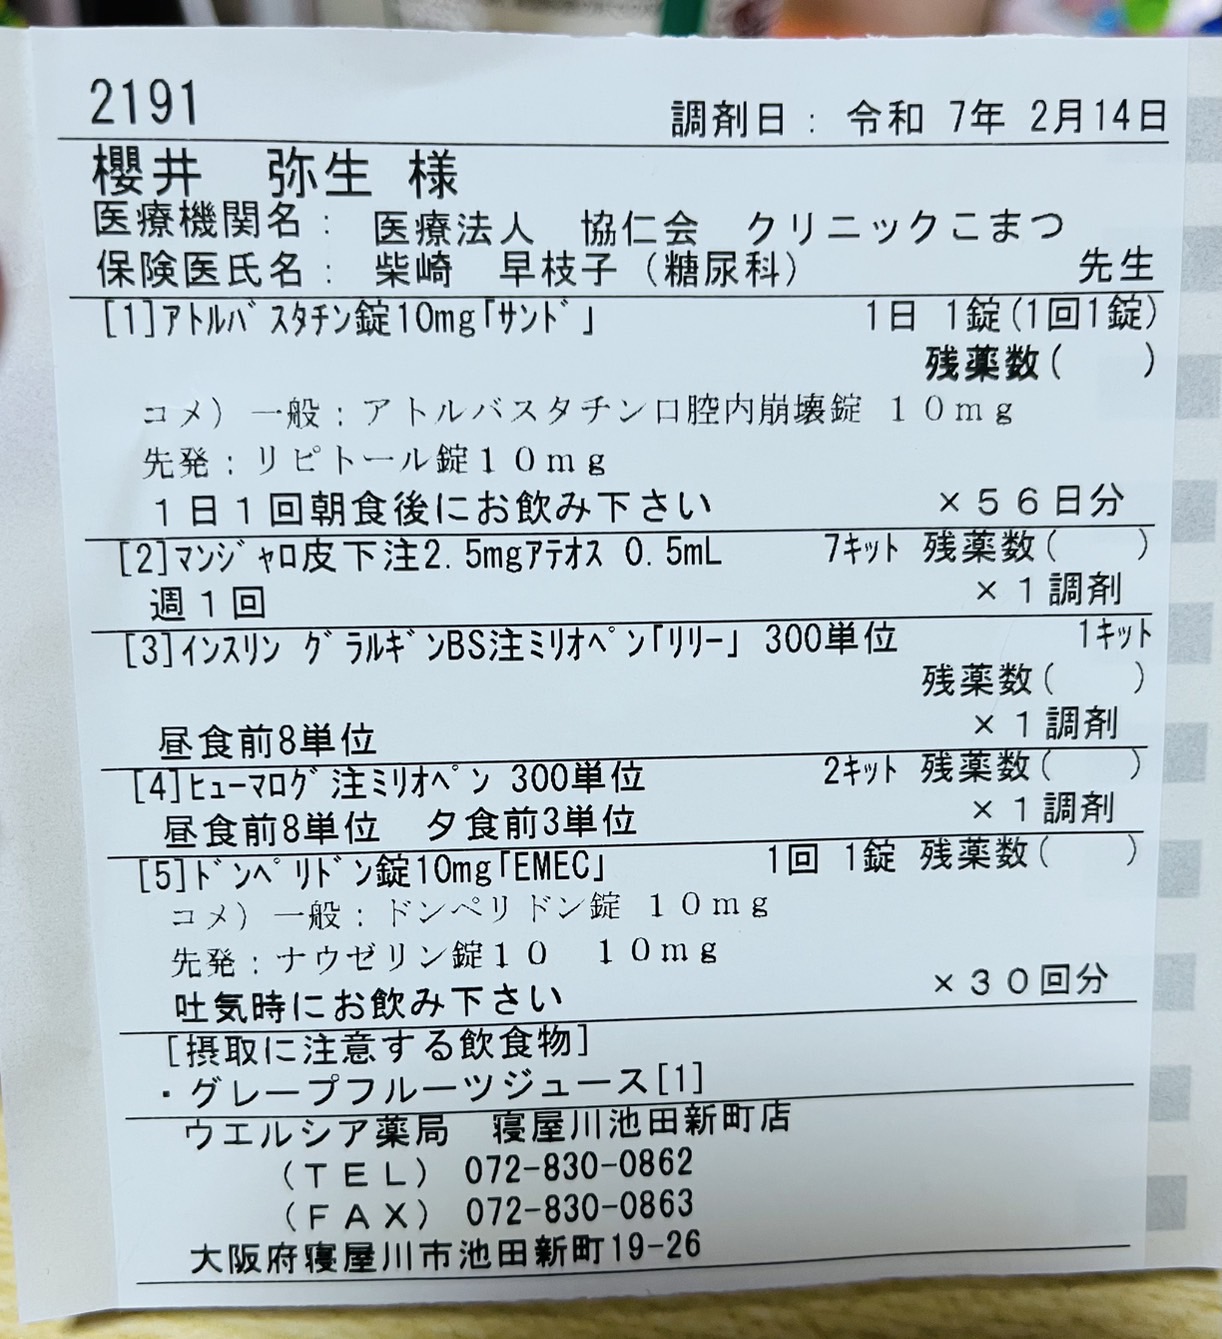 2191
調剤日： 令和 7年 2月14日
櫻井　弥生 様
医療機関名： 医療法人　協仁会　クリニックこまつ
保険医氏名： 柴崎　早枝子（糖尿科）　先生
[1]ｱﾄﾙﾊﾞｽﾀﾁﾝ錠10mg｢ｻﾝﾄﾞ｣　1日 1錠(1回1錠)
残薬数(　　)
コメ）一般：アトルバスタチン口腔内崩壊錠　１０ｍｇ
先発：リピトール錠１０ｍｇ
１日１回朝食後にお飲み下さい　×５６日分
[2]ﾏﾝｼﾞｬﾛ皮下注2.5mgｱﾃｵｽ 0.5mL　7ｷｯﾄ 残薬数(　　)
週１回　×１調剤
[3]ｲﾝｽﾘﾝ ｸﾞﾗﾙｷﾞﾝBS注ﾐﾘｵﾍﾟﾝ｢ﾘﾘｰ｣ 300単位　1ｷｯﾄ
残薬数(　　)
昼食前8単位　×１調剤
[4]ﾋｭｰﾏﾛｸﾞ注ﾐﾘｵﾍﾟﾝ 300単位　2ｷｯﾄ 残薬数(　　)
昼食前8単位　夕食前3単位　×１調剤
[5]ﾄﾞﾝﾍﾟﾘﾄﾞﾝ錠10mg｢EMEC｣　1回 1錠 残薬数(　　)
コメ）一般：ドンペリドン錠　１０ｍｇ
先発：ナウゼリン錠１０　１０ｍｇ
吐気時にお飲み下さい　×３０回分
[摂取に注意する飲食物]
・グレープフルーツジュース[1]
ウエルシア薬局　寝屋川池田新町店
（ＴＥＬ） 072-830-0862
（ＦＡＸ） 072-830-0863
大阪府寝屋川市池田新町19-26